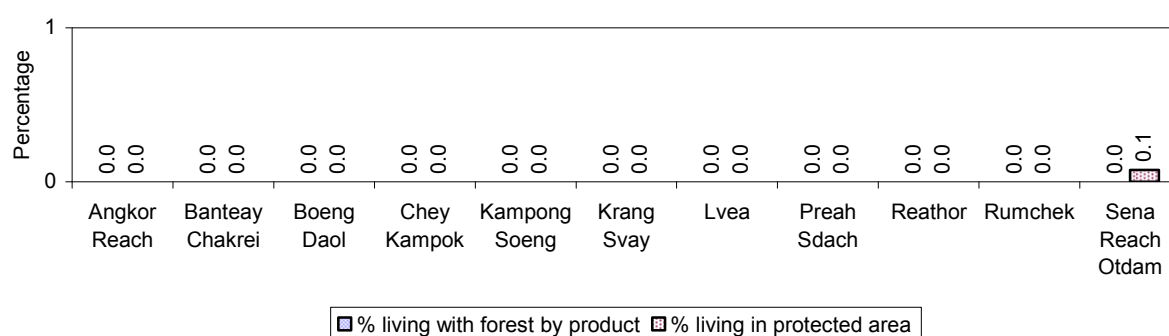 1
Percentage
0
0.0 0.0 0.0 0.0 0.0 0.0 0.0 0.0 0.0 0.0 0.0 0.0 0.0 0.0 0.0 0.0 0.0 0.0 0.0 0.0 0.0 0.1
Angkor Banteay Boeng Chey Kampong Krang Lvea Preah Reathor Rumchek Sena
Reach Chakrei Daol Kampok Soeng Svay Sdach Reach
Otdam
% living with forest by product % living in protected area